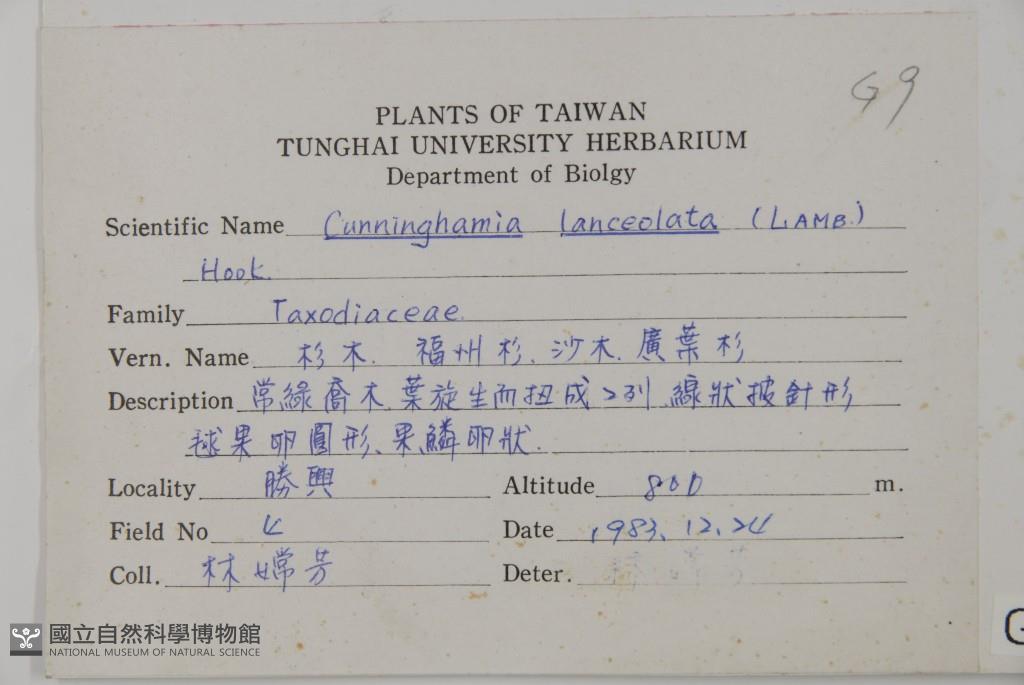 G9
PLANTS OF TAIWAN
TUNGHAI UNIVERSITY HERBARIUM
Department of Biolgy
Scientific Name Cunninghamia lanceolata (LAMB.)
Hook.
Family Taxodiaceae.
Vern. Name 杉木. 福州杉、沙木. 廣葉杉
Description 常綠喬木 葉旋生而扭成2列 線狀披針形
毬果卵圓形、果鱗卵狀.
Locality 勝興 Altitude 800 m.
Field No 4 Date 1983、12、24
Coll. 林嫦芳 Deter.
國立自然科學博物館
NATIONAL MUSEUM OF NATURAL SCIENCE